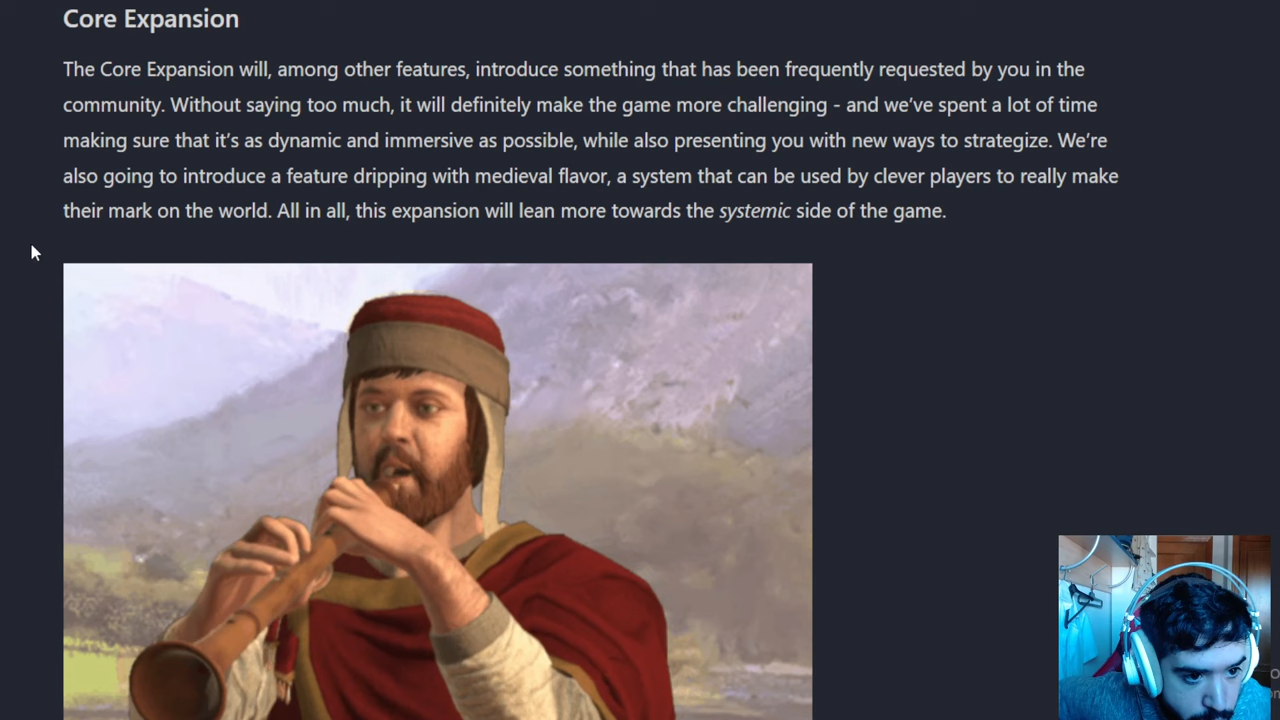 Core Expansion
The Core Expansion will, among other features, introduce something that has been frequently requested by you in the
community. Without saying too much, it will definitely make the game more challenging - and we’ve spent a lot of time
making sure that it’s as dynamic and immersive as possible, while also presenting you with new ways to strategize. We’re
also going to introduce a feature dripping with medieval flavor, a system that can be used by clever players to really make
their mark on the world. All in all, this expansion will lean more towards the systemic side of the game.